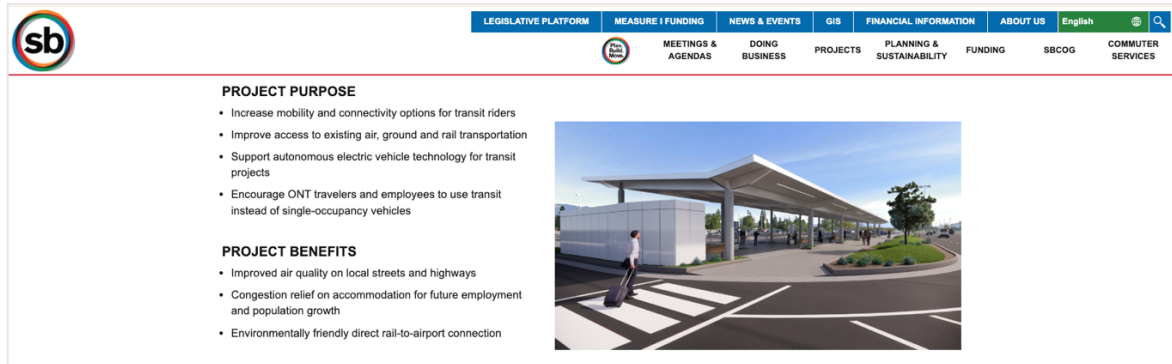 sb
LEGISLATIVE PLATFORM
MEASURE I FUNDING
NEWS & EVENTS
GIS
FINANCIAL INFORMATION
ABOUT US
English
Plan.
Build.
Move.
MEETINGS &
AGENDAS
DOING
BUSINESS
PROJECTS
PLANNING &
SUSTAINABILITY
FUNDING
SBCOG
COMMUTER
SERVICES
PROJECT PURPOSE
• Increase mobility and connectivity options for transit riders
• Improve access to existing air, ground and rail transportation
• Support autonomous electric vehicle technology for transit
projects
• Encourage ONT travelers and employees to use transit
instead of single-occupancy vehicles
PROJECT BENEFITS
• Improved air quality on local streets and highways
• Congestion relief on accommodation for future employment
and population growth
• Environmentally friendly direct rail-to-airport connection